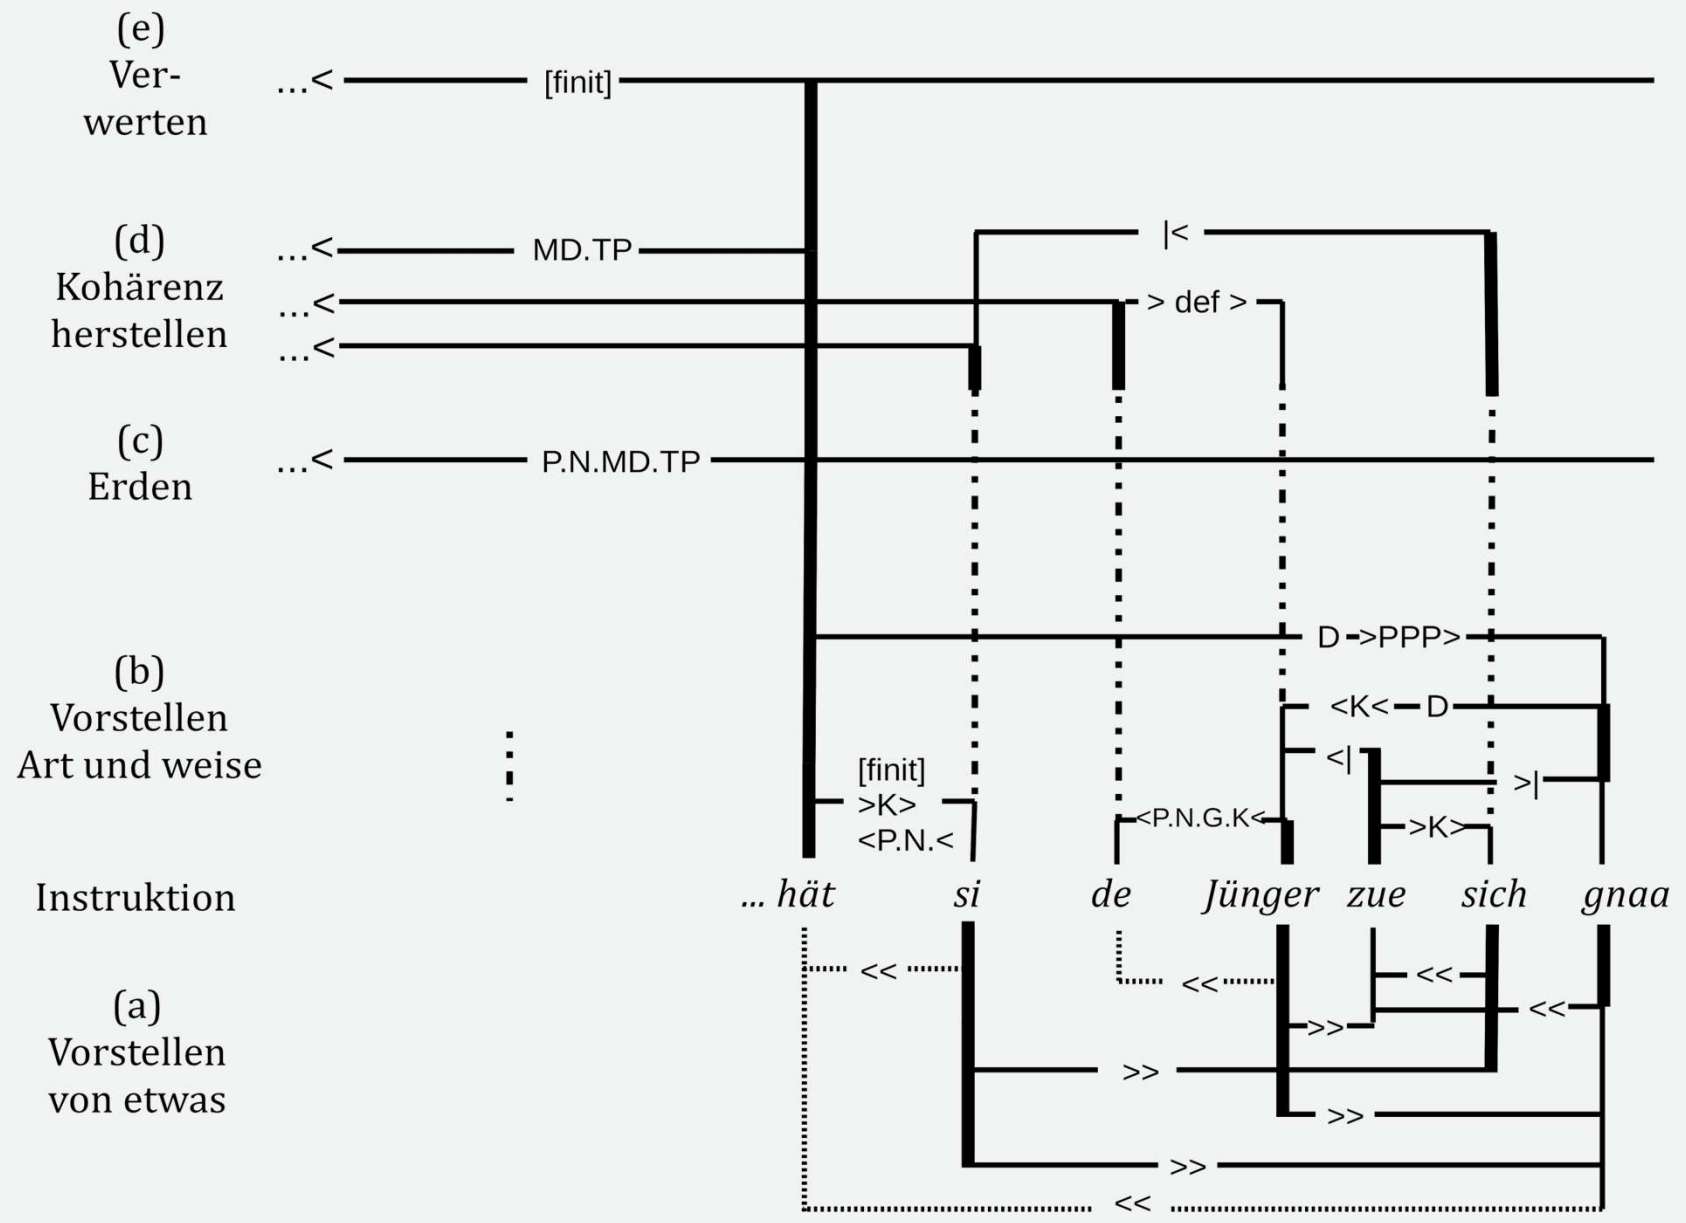 (e)
Ver-
werten
...< [finit]
(d)
Kohärenz
herstellen
|<
...< MD.TP
...< > def >
...<
(c)
Erden
...< P.N.MD.TP
(b)
Vorstellen
Art und weise
D >PPP>
<K< D
<|
>|
[finit]
>K>
<P.N.<
<P.N.G.K<
>K>
Instruktion
... hät si de Jünger zue sich gnaa
(a)
Vorstellen
von etwas
<<
<<
<<
<<
>>
>>
>>
>>
<<